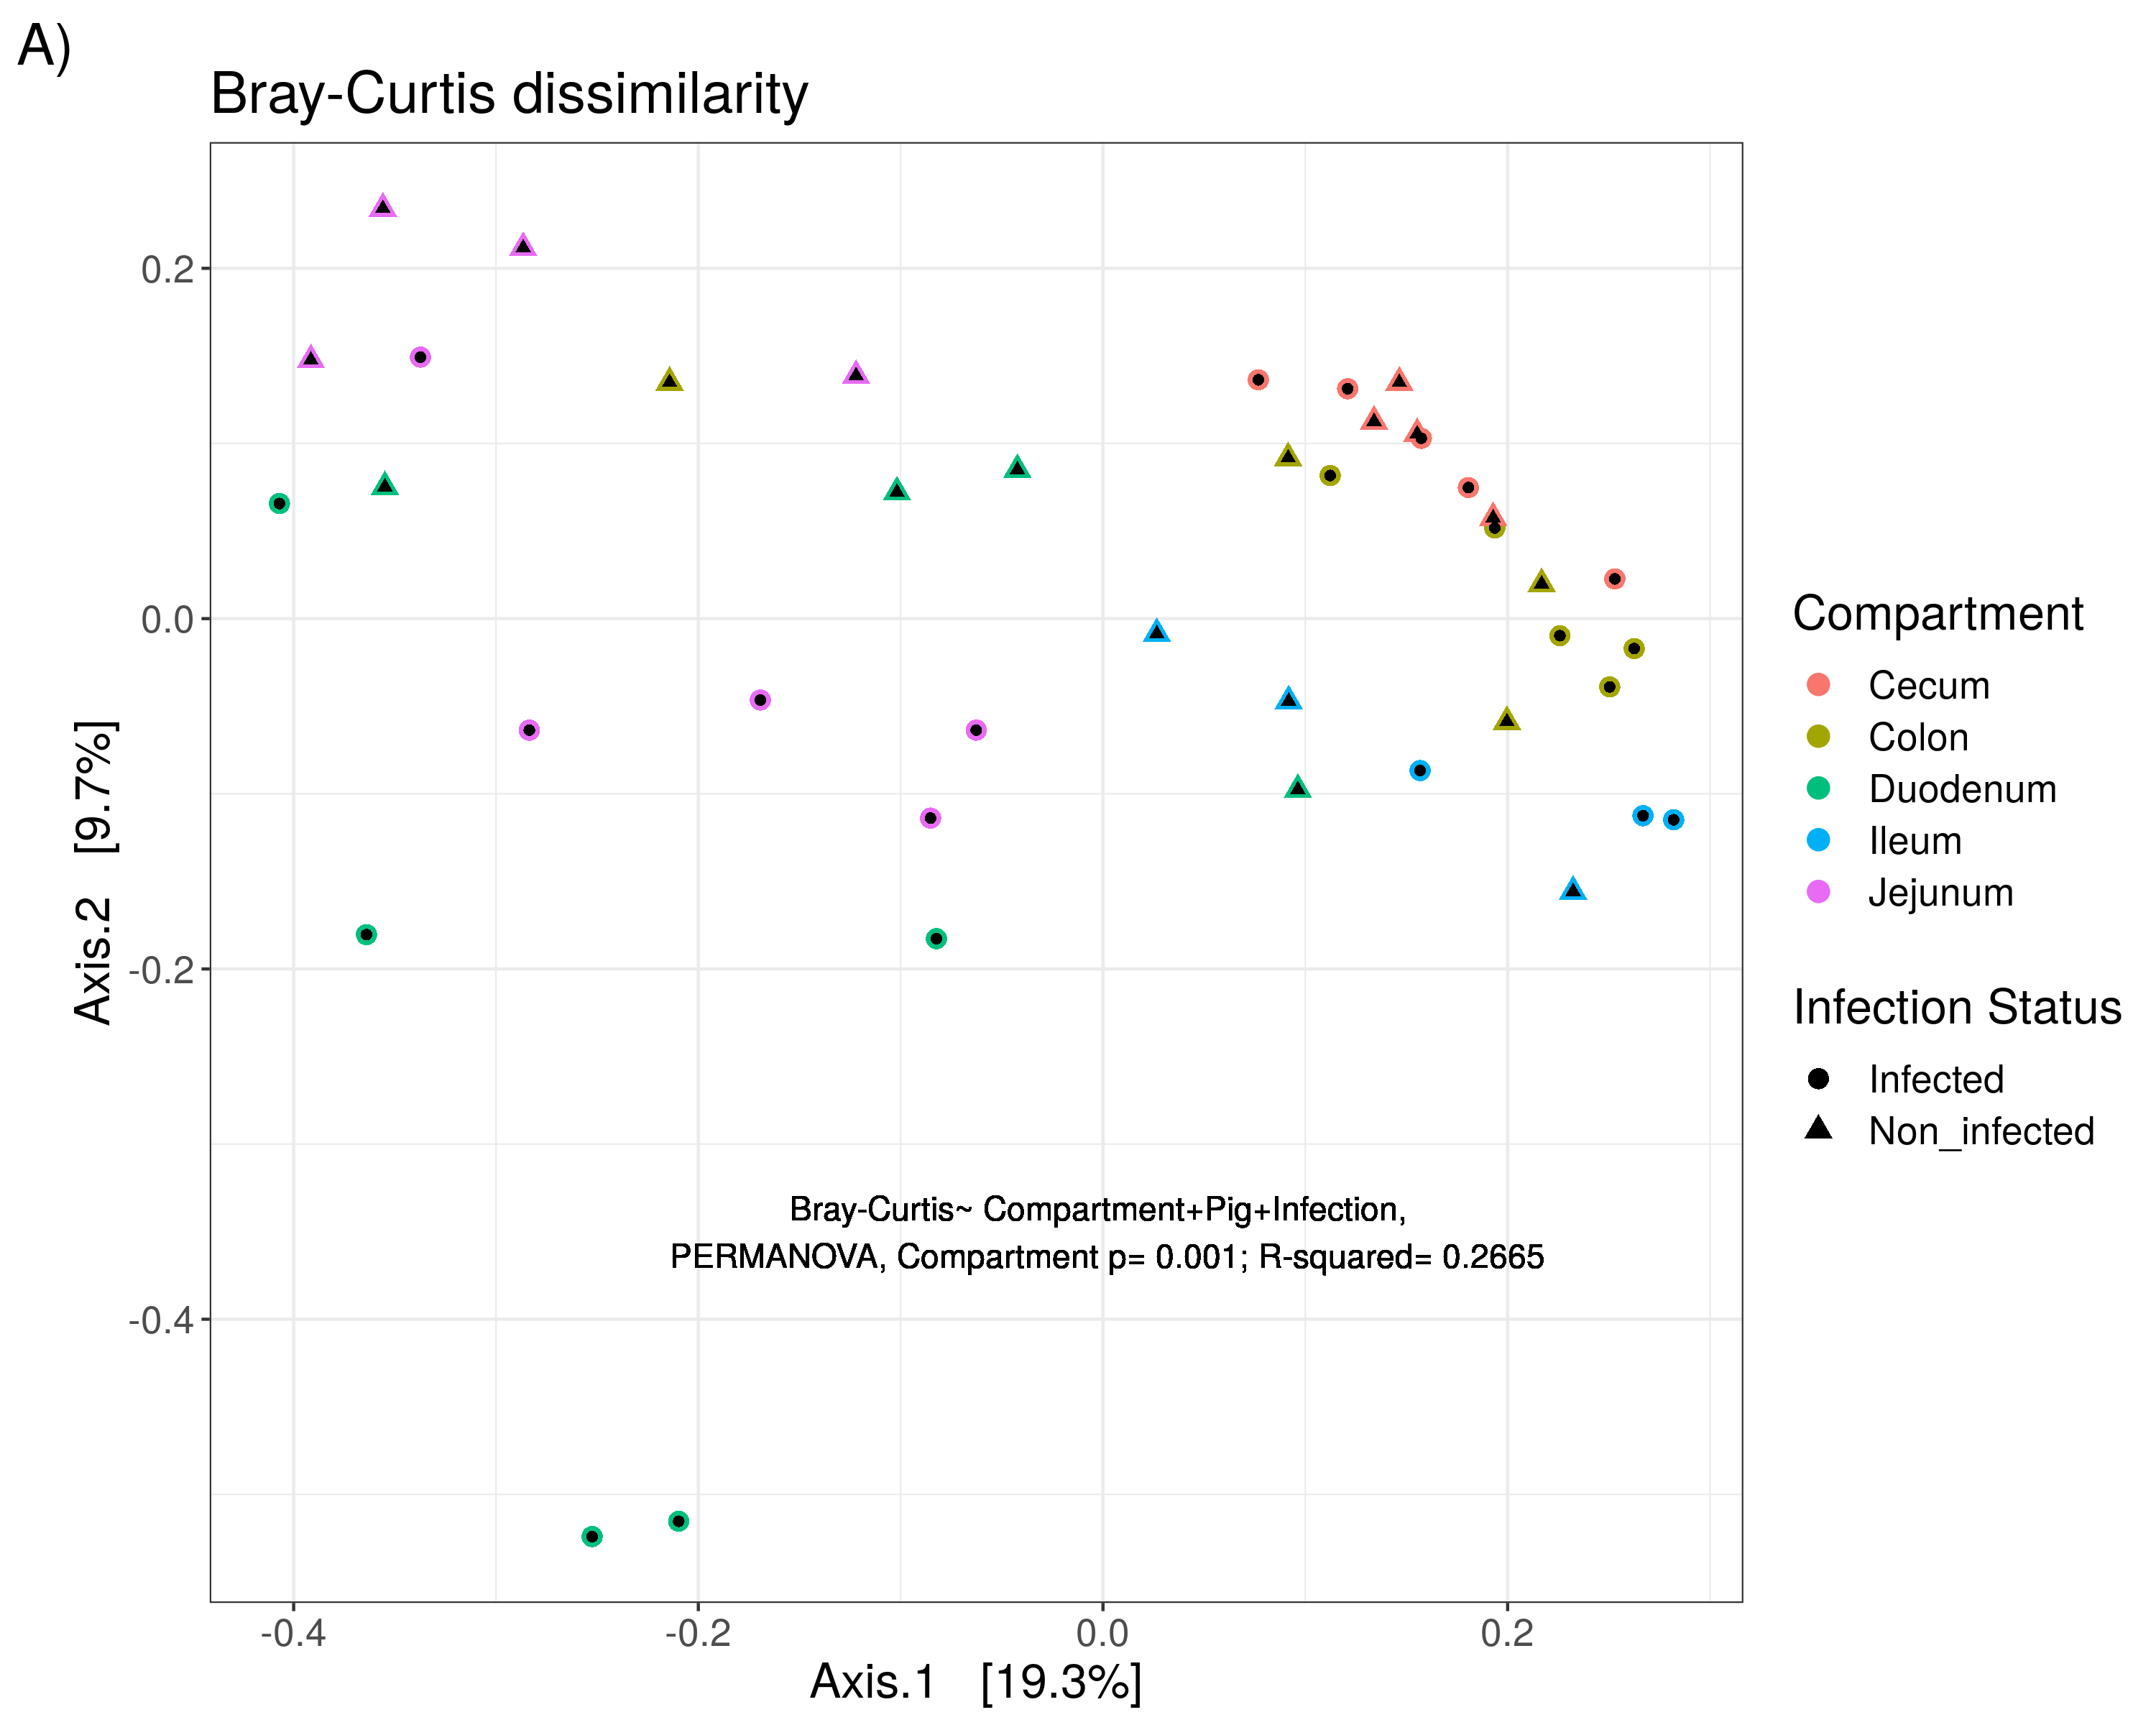 A)
Bray-Curtis dissimilarity
0.2
0.0
-0.2
-0.4
Axis.2 [9.7%]
Bray-Curtis~ Compartment+Pig+Infection,
PERMANOVA, Compartment p= 0.001; R-squared= 0.2665
-0.4
-0.2
0.0
0.2
Axis.1 [19.3%]
Compartment
Cecum
Colon
Duodenum
Ileum
Jejunum
Infection Status
Infected
Non_infected